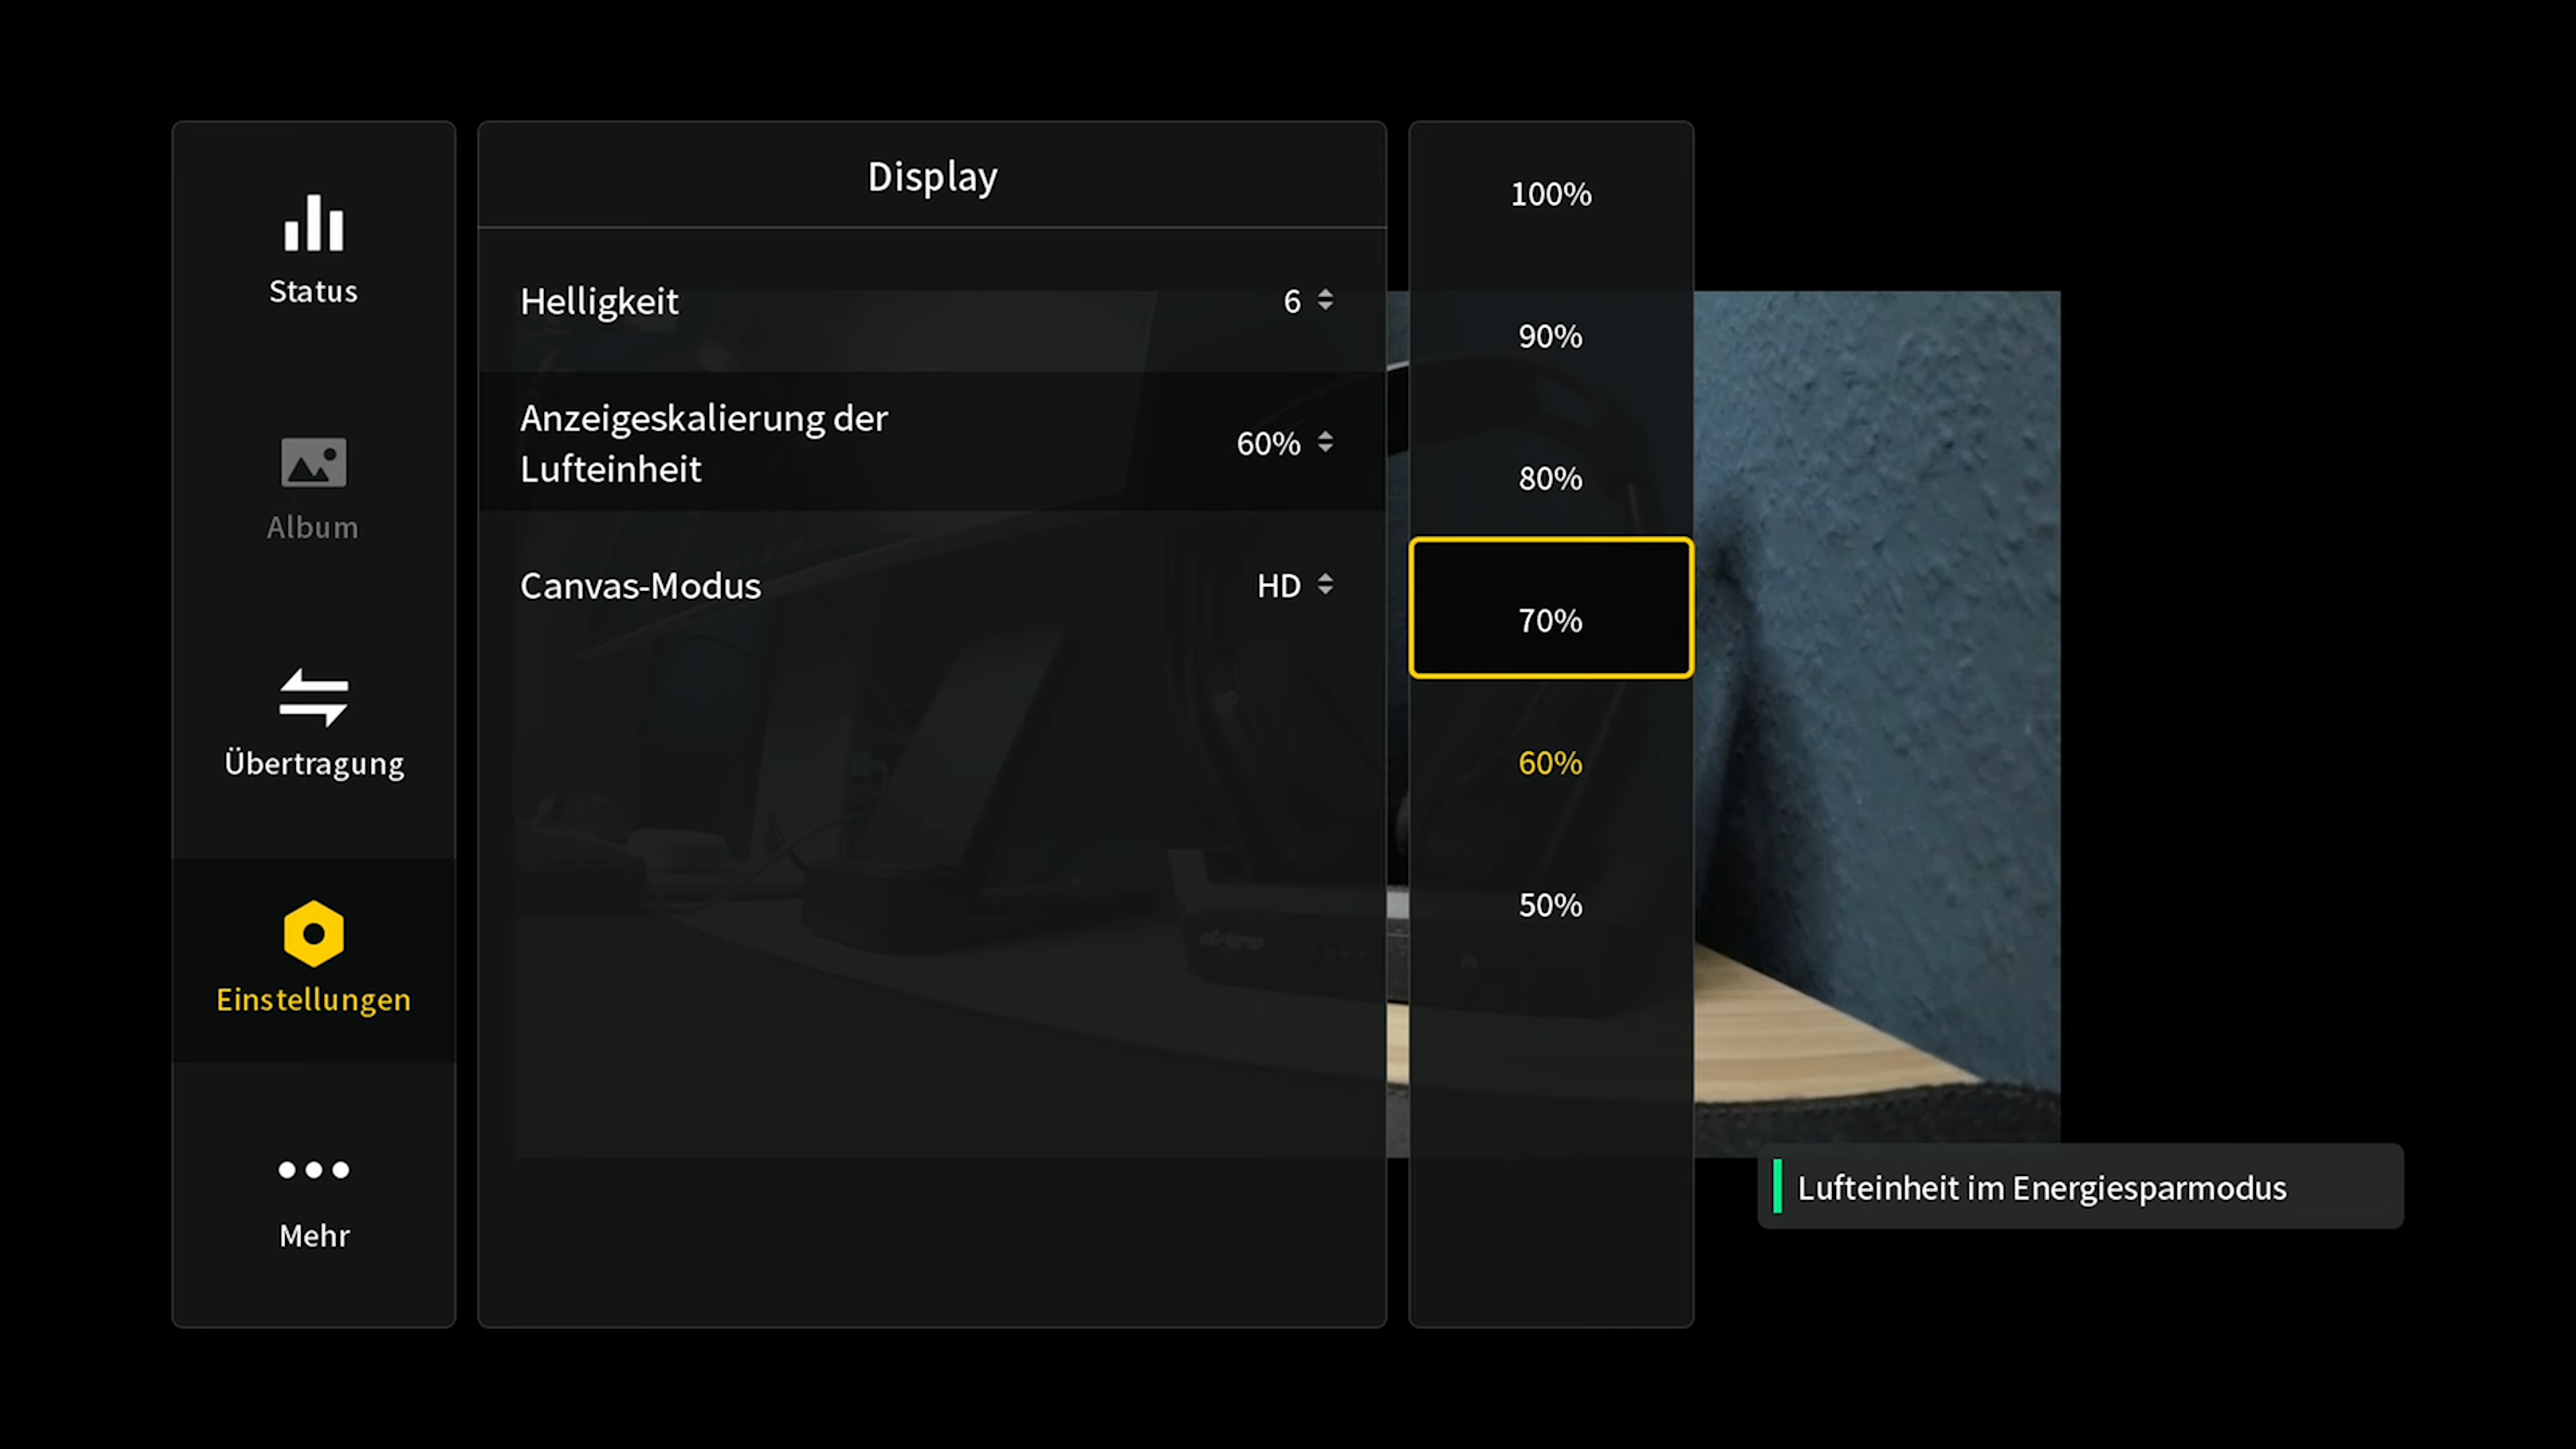 Status
Album
Übertragung
Einstellungen
Mehr
Display
Helligkeit 6
Anzeigeskalierung der
Lufteinheit 60%
Canvas-Modus HD
100%
90%
80%
70%
60%
50%
Lufteinheit im Energiesparmodus